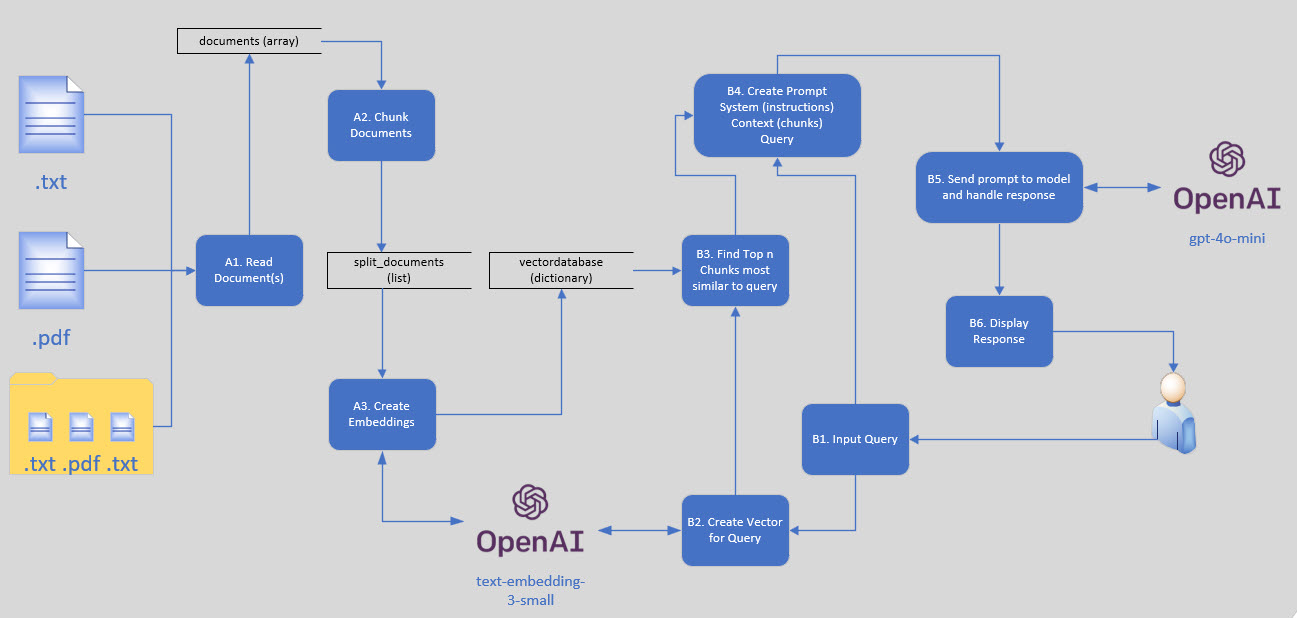 documents (array)
.txt
.pdf
.txt .pdf .txt
A1. Read
Document(s)
A2. Chunk
Documents
split_documents
(list)
A3. Create
Embeddings
vectordatabase
(dictionary)
OpenAI
text-embedding-
3-small
B1. Input Query
B2. Create Vector
for Query
B3. Find Top n
Chunks most
similar to query
B4. Create Prompt
System (instructions)
Context (chunks)
Query
B5. Send prompt to model
and handle response
OpenAI
gpt-4o-mini
B6. Display
Response